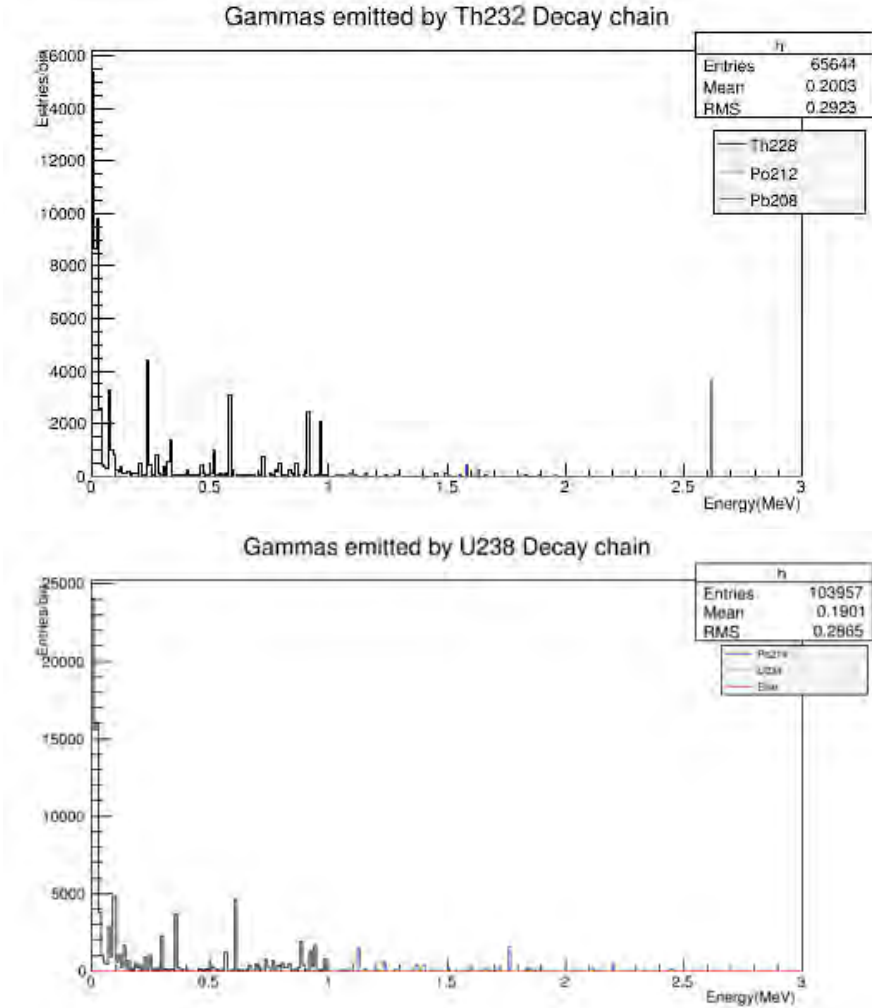 Gammas emitted by Th232 Decay chain
Entries/bin
16000
14000
12000
10000
8000
6000
4000
2000
0
h
Entries 65644
Mean 0.2003
RMS 0.2923
Th228
Po212
Pb208
0 0.5 1 1.5 2 2.5 3
Energy(MeV)
Gammas emitted by U238 Decay chain
Entries/bin
25000
20000
15000
10000
5000
0
h
Entries 103957
Mean 0.1901
RMS 0.2865
Po214
0 0.5 1 1.5 2 2.5 3
Energy(MeV)